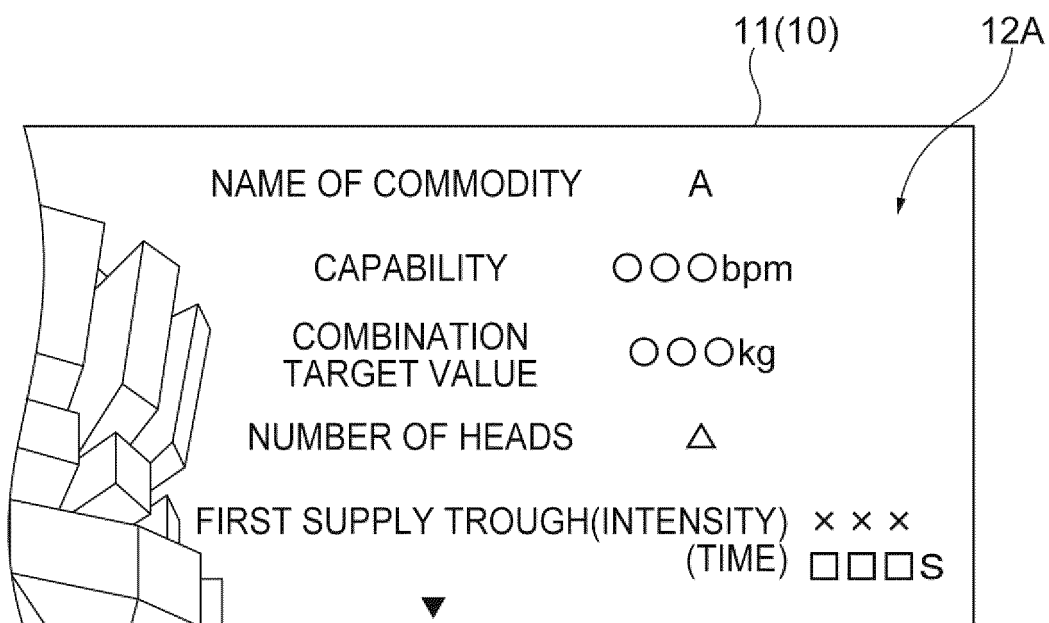 11(10) 12A
NAME OF COMMODITY A
CAPABILITY ○○○bpm
COMBINATION
TARGET VALUE ○○○kg
NUMBER OF HEADS △
FIRST SUPPLY TROUGH(INTENSITY) × × ×
(TIME) □□□S
▼